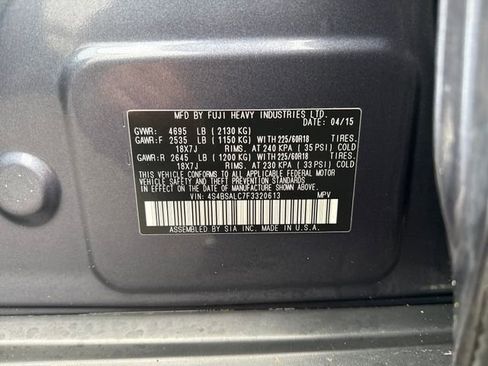 MFD BY FUJI HEAVY INDUSTRIES LTD.
DATE: 04/15
GVWR: 4695 LB (2130 KG)
GAWR:F 2535 LB (1150 KG) WITH 225/60R18 TIRES.
18X7J RIMS. AT 240 KPA (35 PSI) COLD
GAWR:R 2645 LB (1200 KG) WITH 225/60R18 TIRES.
18X7J RIMS. AT 230 KPA (33 PSI) COLD
THIS VEHICLE CONFORMS TO ALL APPLICABLE FEDERAL MOTOR
VEHICLE SAFETY AND THEFT PREVENTION STANDARDS IN
EFFECT ON THE DATE OF MANUFACTURE SHOWN ABOVE.
VIN: 4S4BSALC7F3320613 MPV
ASSEMBLED BY SIA INC. MADE IN U.S.A.